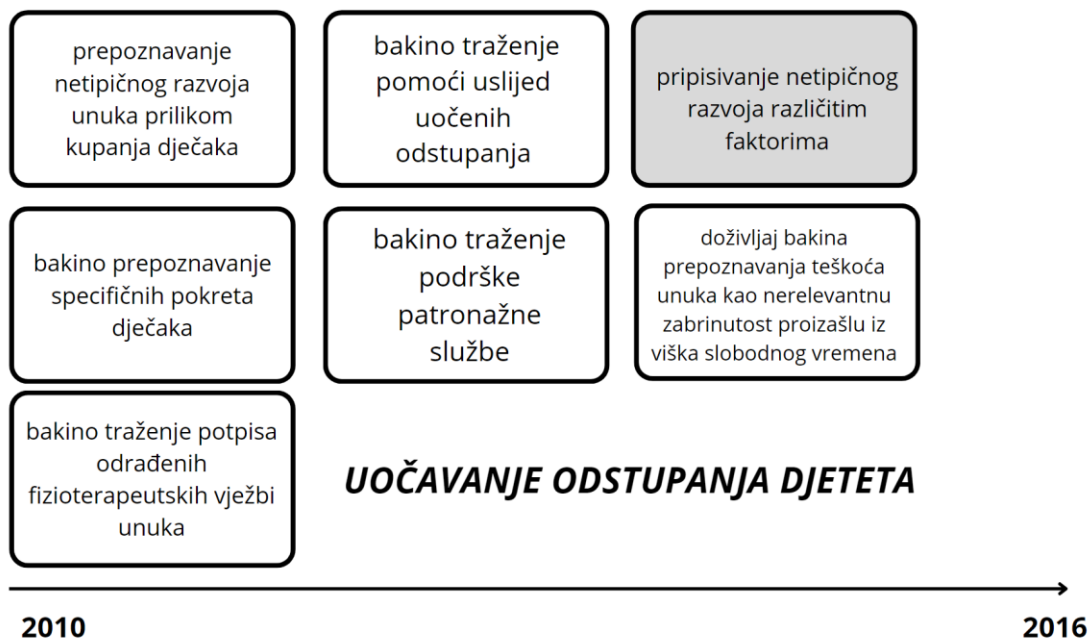 prepoznavanje
netipičnog razvoja
unuka prilikom
kupanja dječaka
bakino traženje
pomoći uslijed
uočenih
odstupanja
pripisivanje netipičnog
razvoja različitim
faktorima
bakino prepoznavanje
specifičnih pokreta
dječaka
bakino traženje
podrške
patronažne
službe
doživljaj bakina
prepoznavanja teškoća
unuka kao nerelevantnu
zabrinutost proizašlu iz
viška slobodnog vremena
bakino traženje potpisa
odrađenih
fizioterapeutskih vježbi
unuka
UOČAVANJE ODSTUPANJA DJETETA
2010
2016